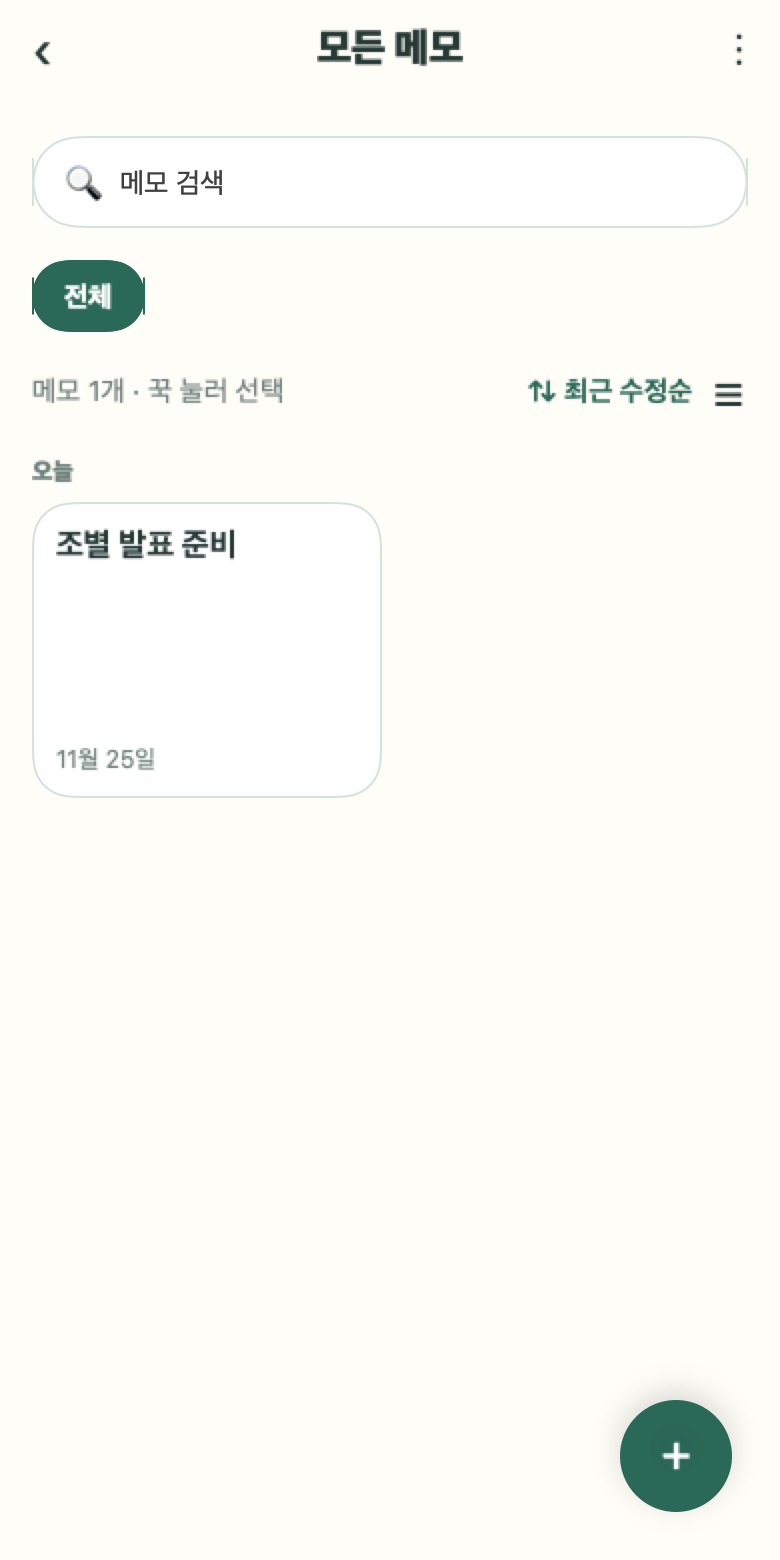 모든 메모
메모 검색
전체
메모 1개 · 꾹 눌러 선택
최근 수정순
오늘
조별 발표 준비
11월 25일